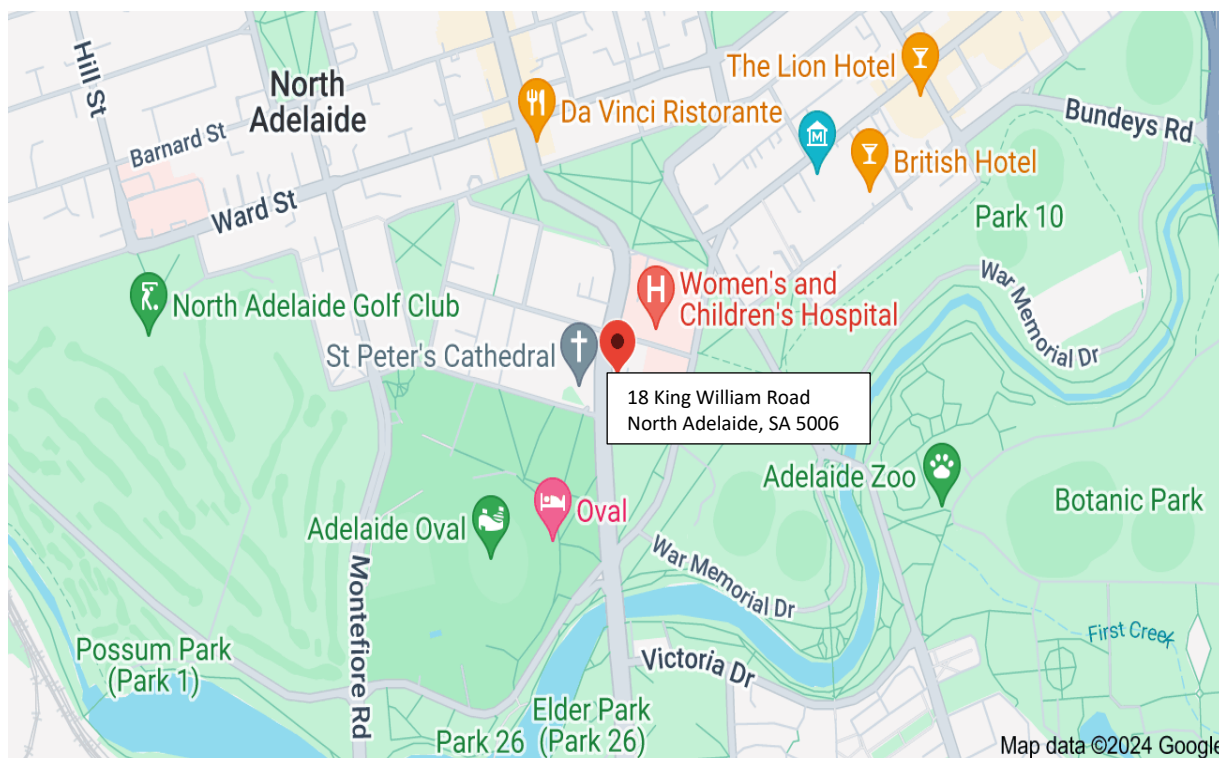 Hill St
North
Adelaide
Barnard St
Ward St
Da Vinci Ristorante
The Lion Hotel
M
British Hotel
Bundeys Rd
Park 10
North Adelaide Golf Club
H
Women's and
Children's Hospital
War Memorial Dr
St Peter's Cathedral
18 King William Road
North Adelaide, SA 5006
Adelaide Zoo
Botanic Park
Adelaide Oval
Oval
War Memorial Dr
Montefiore Rd
First Creek
Possum Park
(Park 1)
Victoria Dr
Elder Park
Park 26
(Park 26)
Map data ©2024 Google